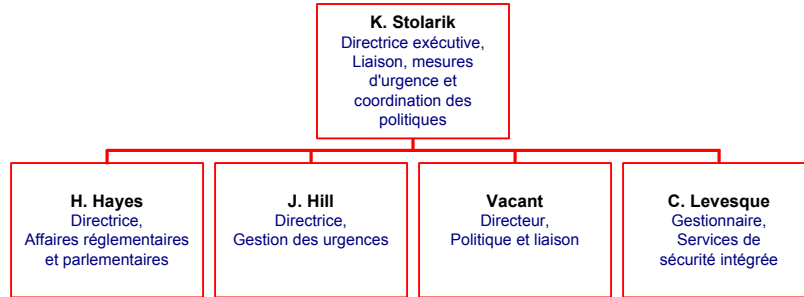 K. Stolarik
Directrice exécutive,
Liaison, mesures
d'urgence et
coordination des
politiques
H. Hayes
Directrice,
Affaires réglementaires
et parlementaires
J. Hill
Directrice,
Gestion des urgences
Vacant
Directeur,
Politique et liaison
C. Levesque
Gestionnaire,
Services de
sécurité intégrée